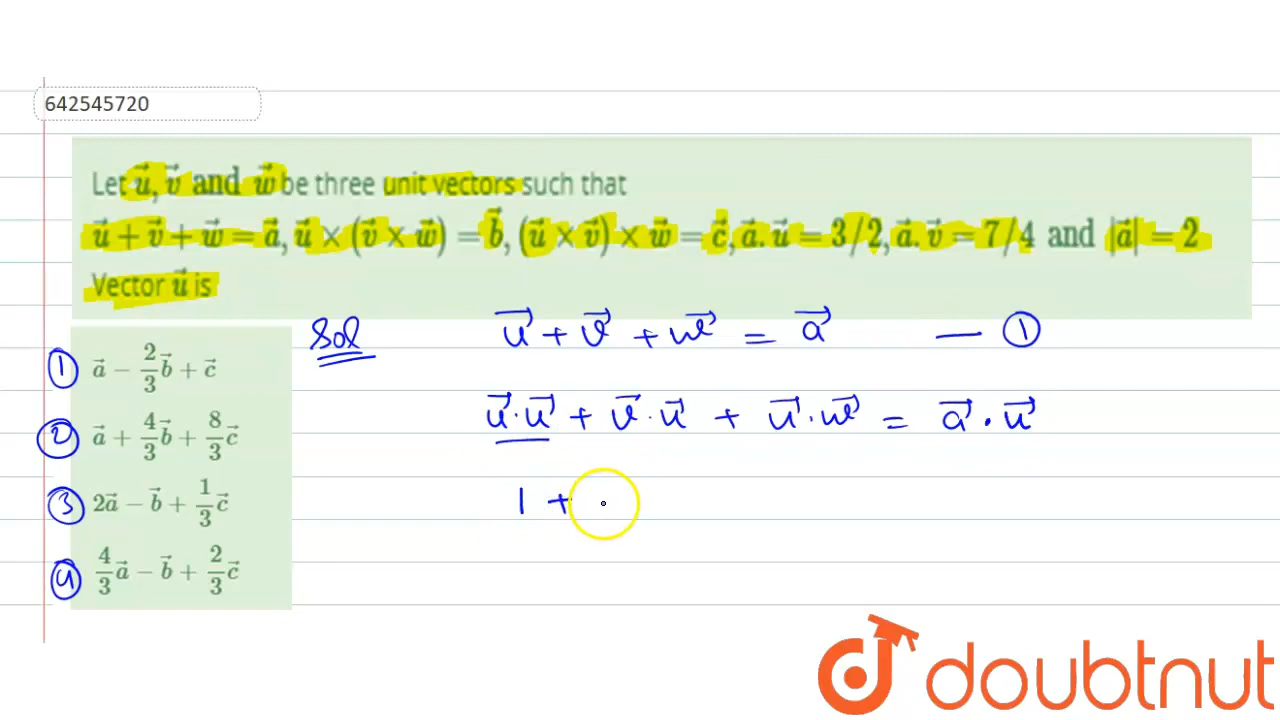 642545720
Let u⃗, v⃗ and w⃗ be three unit vectors such that
u⃗ + v⃗ + w⃗ = a⃗, u⃗ × (v⃗ × w⃗) = b⃗, (u⃗ × v⃗) × w⃗ = c⃗, a⃗.u⃗ = 3/2, a⃗.v⃗ = 7/4 and |a⃗| = 2
Vector u⃗ is
① a⃗ − 2/3 b⃗ + c⃗
② a⃗ + 4/3 b⃗ + 8/3 c⃗
③ 2a⃗ − b⃗ + 1/3 c⃗
④ 4/3 a⃗ − b⃗ + 2/3 c⃗
Sol u⃗ + v⃗ + w⃗ = a⃗ — ①
u⃗·u⃗ + v⃗·u⃗ + u⃗·w⃗ = a⃗·u⃗
1 +
doubtnut